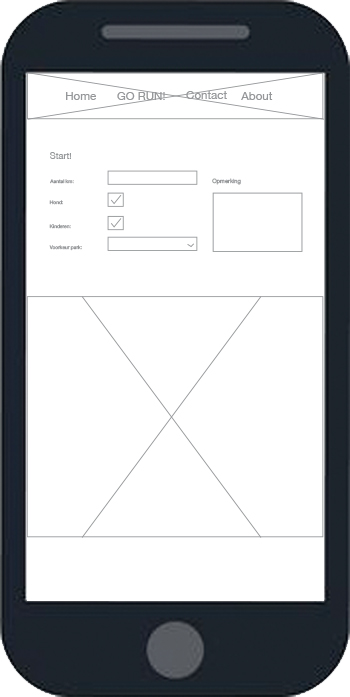 Home GO RUN! Contact About
Start!
Aantal km:
Opmerking
Hond:
Kinderen:
Voorkeur park: